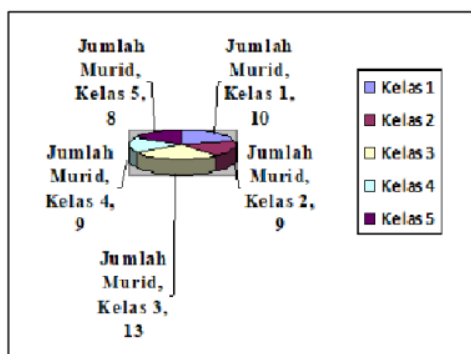 Jumlah
Murid,
Kelas 5,
8
Jumlah
Murid,
Kelas 1,
10
Jumlah
Murid,
Kelas 4,
9
Jumlah
Murid,
Kelas 2,
9
Jumlah
Murid,
Kelas 3,
13
Kelas 1
Kelas 2
Kelas 3
Kelas 4
Kelas 5